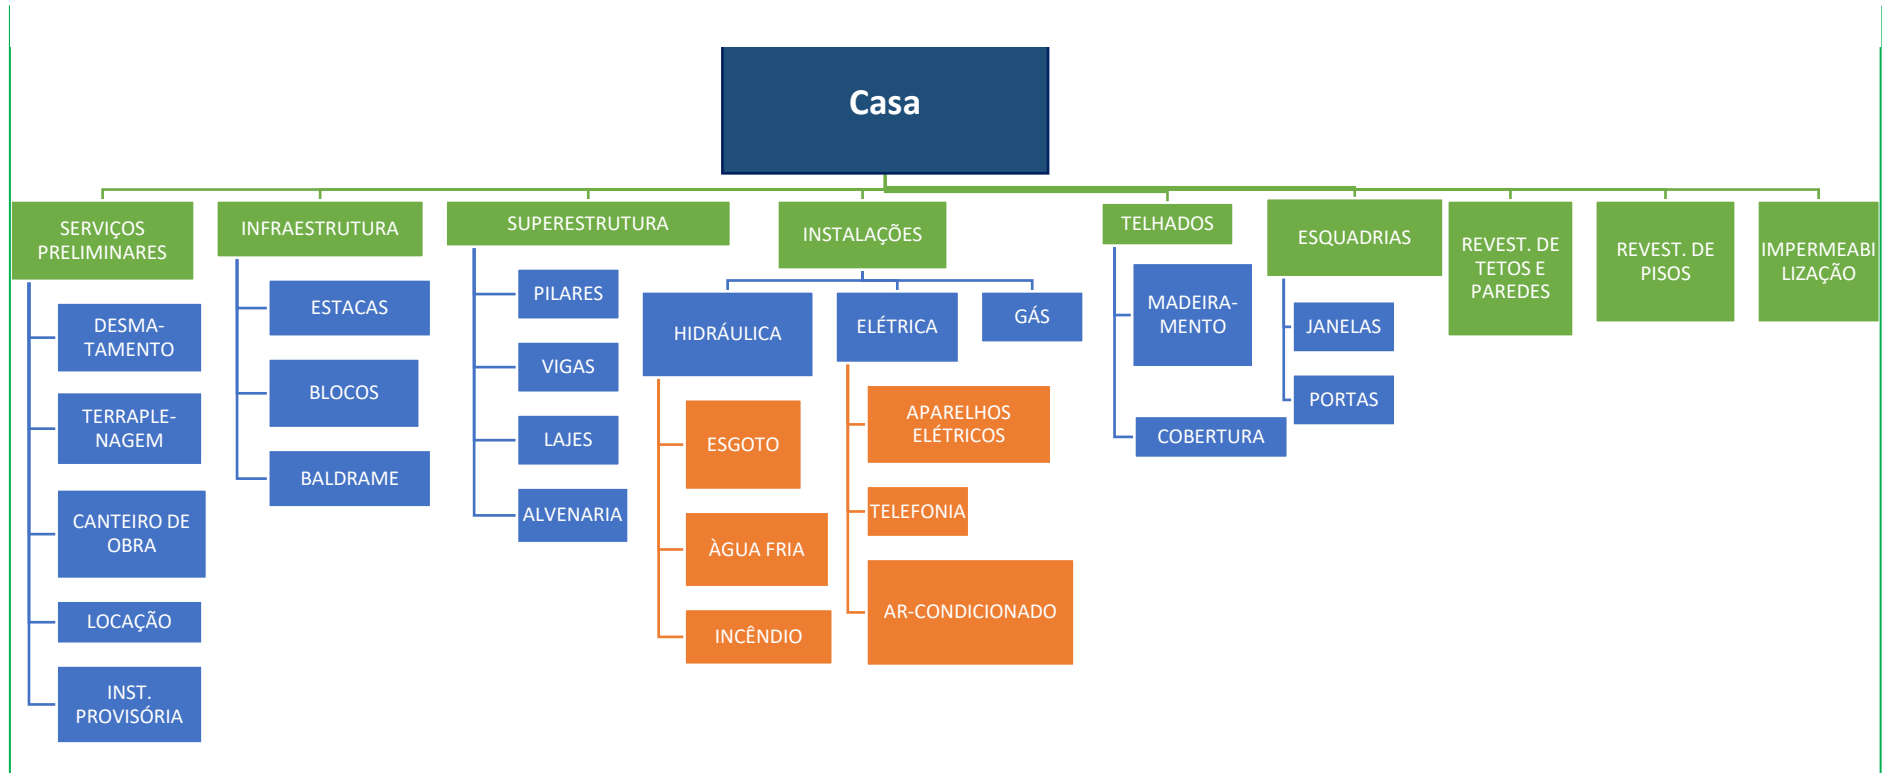 Casa
SERVIÇOS
PRELIMINARES
INFRAESTRUTURA
SUPERESTRUTURA
INSTALAÇÕES
TELHADOS
ESQUADRIAS
REVEST. DE
TETOS E
PAREDES
REVEST. DE
PISOS
IMPERMEABI
LIZAÇÃO
DESMA-
TAMENTO
TERRAPLE-
NAGEM
CANTEIRO DE
OBRA
LOCAÇÃO
INST.
PROVISÓRIA
ESTACAS
BLOCOS
BALDRAME
PILARES
VIGAS
LAJES
ALVENARIA
HIDRÁULICA
ESGOTO
ÀGUA FRIA
INCÊNDIO
ELÉTRICA
APARELHOS
ELÉTRICOS
TELEFONIA
AR-CONDICIONADO
GÁS
MADEIRA-
MENTO
COBERTURA
JANELAS
PORTAS